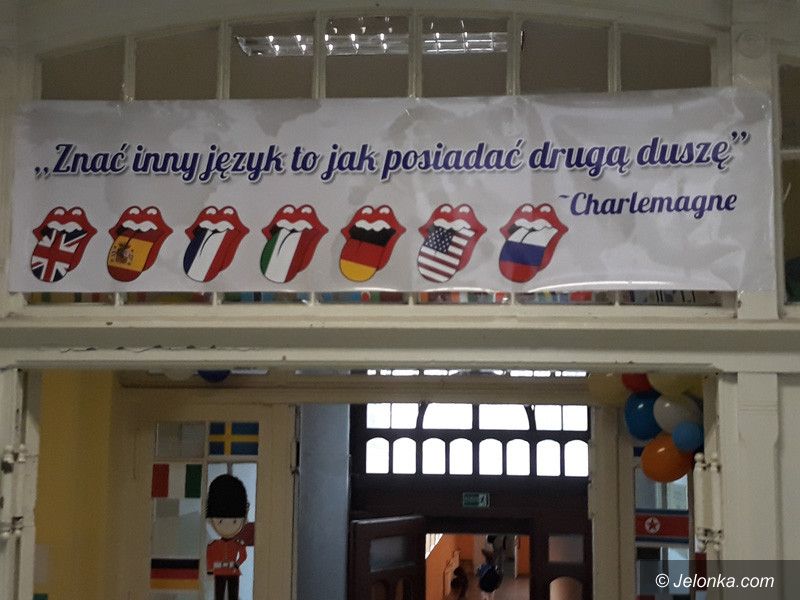 „Znać inny język to jak posiadać drugą duszę”
~Charlemagne
© Jelonka.com